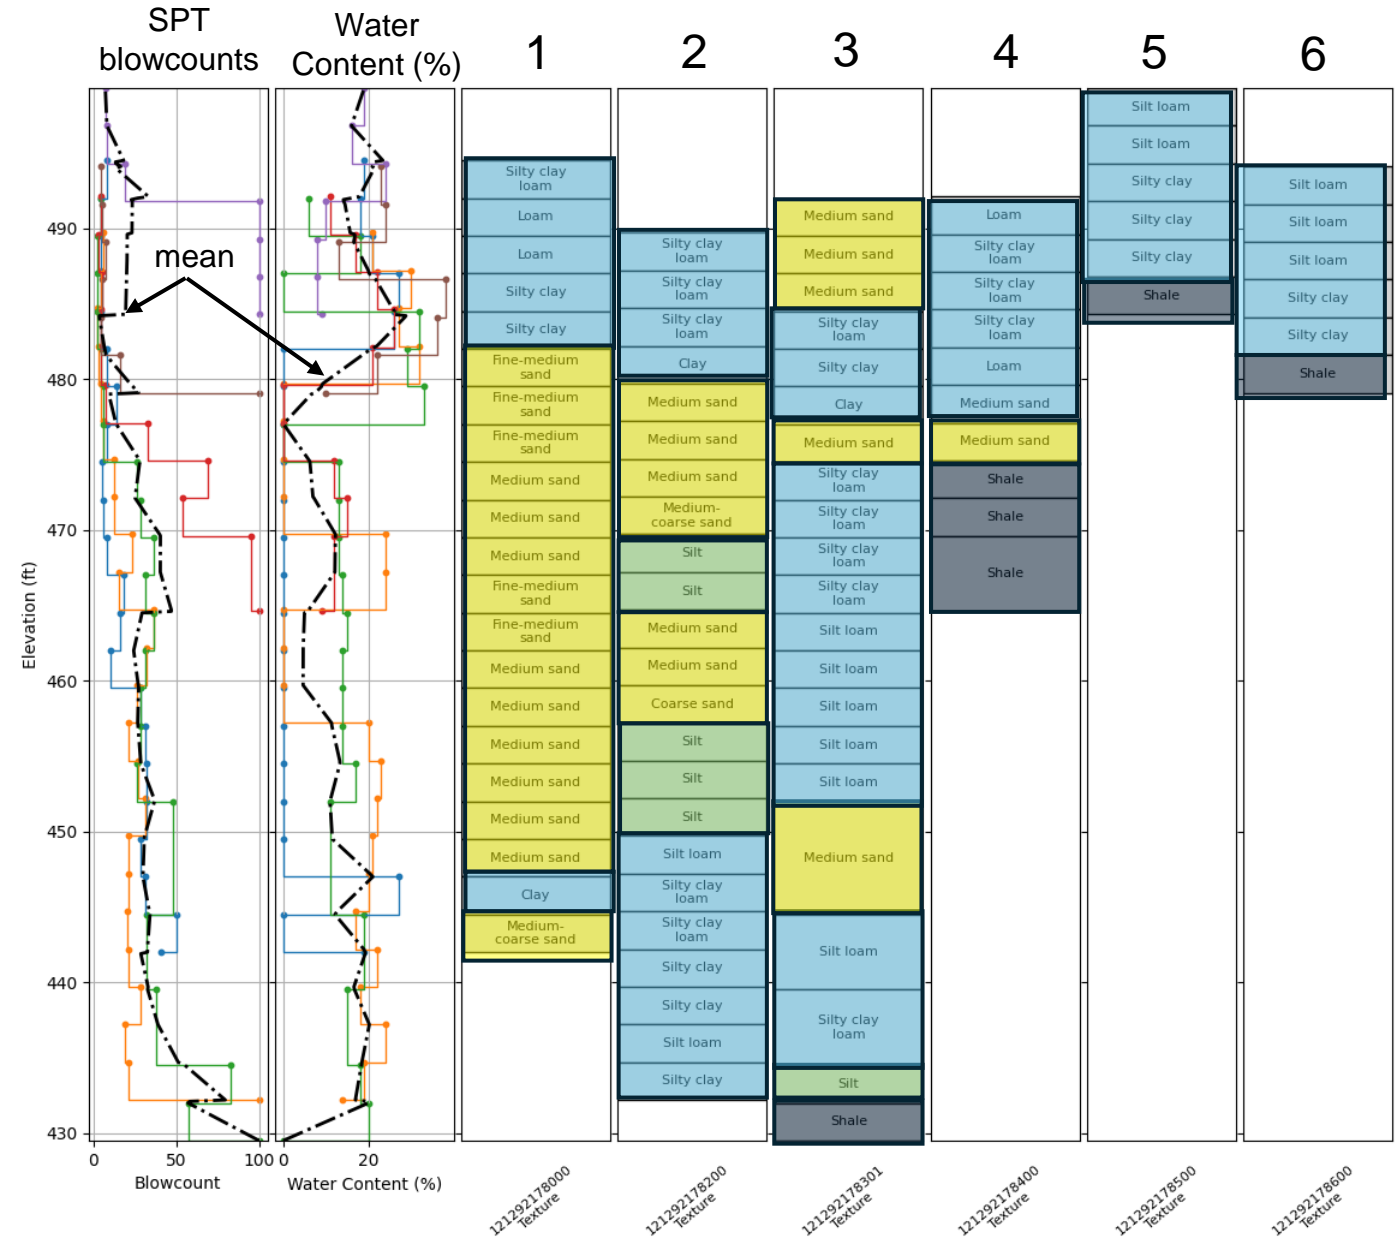 SPT
blowcounts
Water
Content (%)
1
2
3
4
5
6
mean
Elevation (ft)
490
480
470
460
450
440
430
0
50
100
Blowcount
0
20
Water Content (%)
Silty clay
loam
Loam
Loam
Silty clay
Silty clay
Fine-medium
sand
Fine-medium
sand
Fine-medium
sand
Medium sand
Medium sand
Medium sand
Fine-medium
sand
Fine-medium
sand
Medium sand
Medium sand
Medium sand
Medium sand
Medium sand
Medium sand
Clay
Medium-
coarse sand
121292178000
Texture
Silty clay
loam
Silty clay
loam
Silty clay
loam
Clay
Medium sand
Medium sand
Medium sand
Medium-
coarse sand
Silt
Silt
Medium sand
Medium sand
Coarse sand
Silt
Silt
Silt
Silt loam
Silty clay
loam
Silty clay
loam
Silty clay
Silty clay
Silt loam
Silty clay
121292178200
Texture
Medium sand
Medium sand
Medium sand
Silty clay
loam
Silty clay
Clay
Medium sand
Silty clay
loam
Silty clay
loam
Silty clay
loam
Silty clay
loam
Silt loam
Silt loam
Silt loam
Silt loam
Silt loam
Medium sand
Silt loam
Silty clay
loam
Silt
Shale
121292178301
Texture
Loam
Silty clay
loam
Silty clay
loam
Silty clay
loam
Loam
Medium sand
Medium sand
Shale
Shale
Shale
121292178400
Texture
Silt loam
Silt loam
Silty clay
Silty clay
Silty clay
Shale
121292178500
Texture
Silt loam
Silt loam
Silt loam
Silty clay
Silty clay
Shale
121292178600
Texture